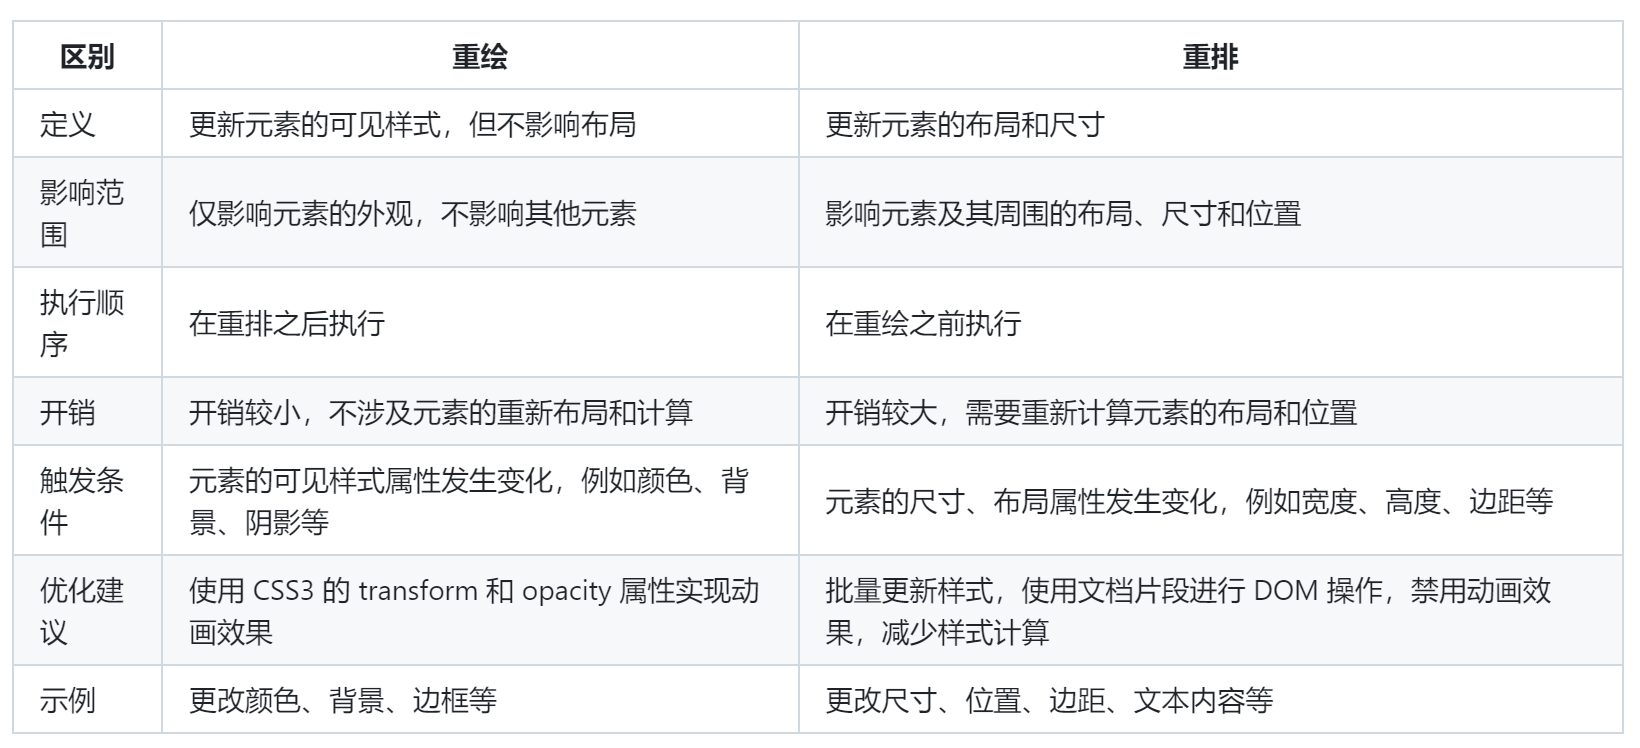 区别 重绘 重排
定义 更新元素的可见样式，但不影响布局 更新元素的布局和尺寸
影响范
围
仅影响元素的外观，不影响其他元素
影响元素及其周围的布局、尺寸和位置
执行顺
序
在重排之后执行
在重绘之前执行
开销 开销较小，不涉及元素的重新布局和计算 开销较大，需要重新计算元素的布局和位置
触发条
件
元素的可见样式属性发生变化，例如颜色、背
景、阴影等
元素的尺寸、布局属性发生变化，例如宽度、高度、边距等
优化建
议
使用 CSS3 的 transform 和 opacity 属性实现动
画效果
批量更新样式，使用文档片段进行 DOM 操作，禁用动画效
果，减少样式计算
示例 更改颜色、背景、边框等 更改尺寸、位置、边距、文本内容等